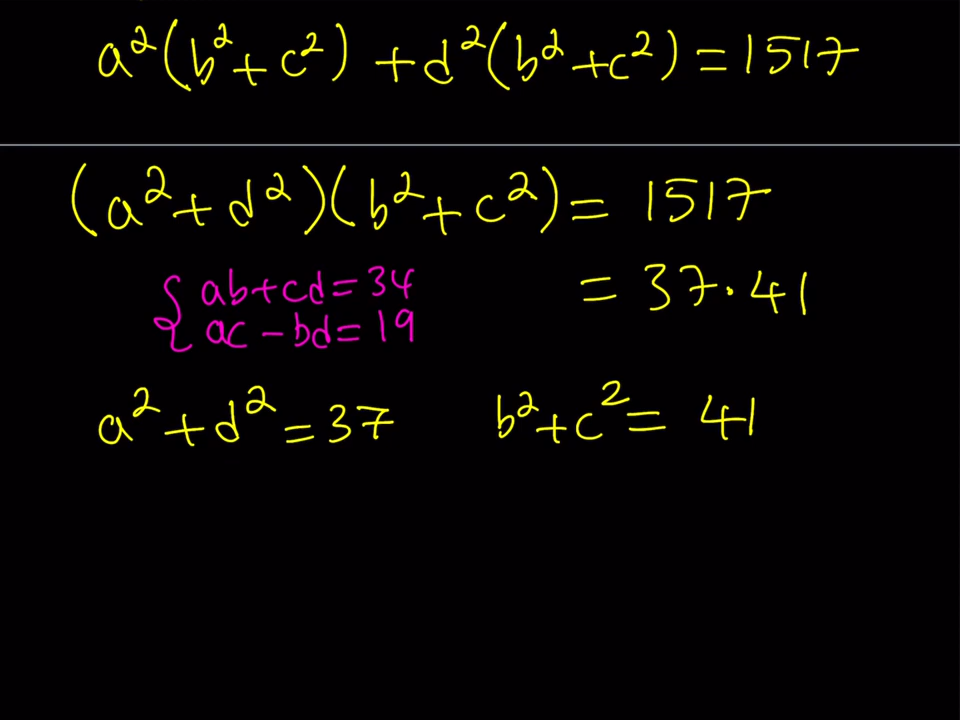 a²(b²+c²) + d²(b²+c²) = 1517
(a²+d²)(b²+c²) = 1517
{ab+cd=34 = 37·41
ac-bd=19
a²+d²=37 b²+c²= 41